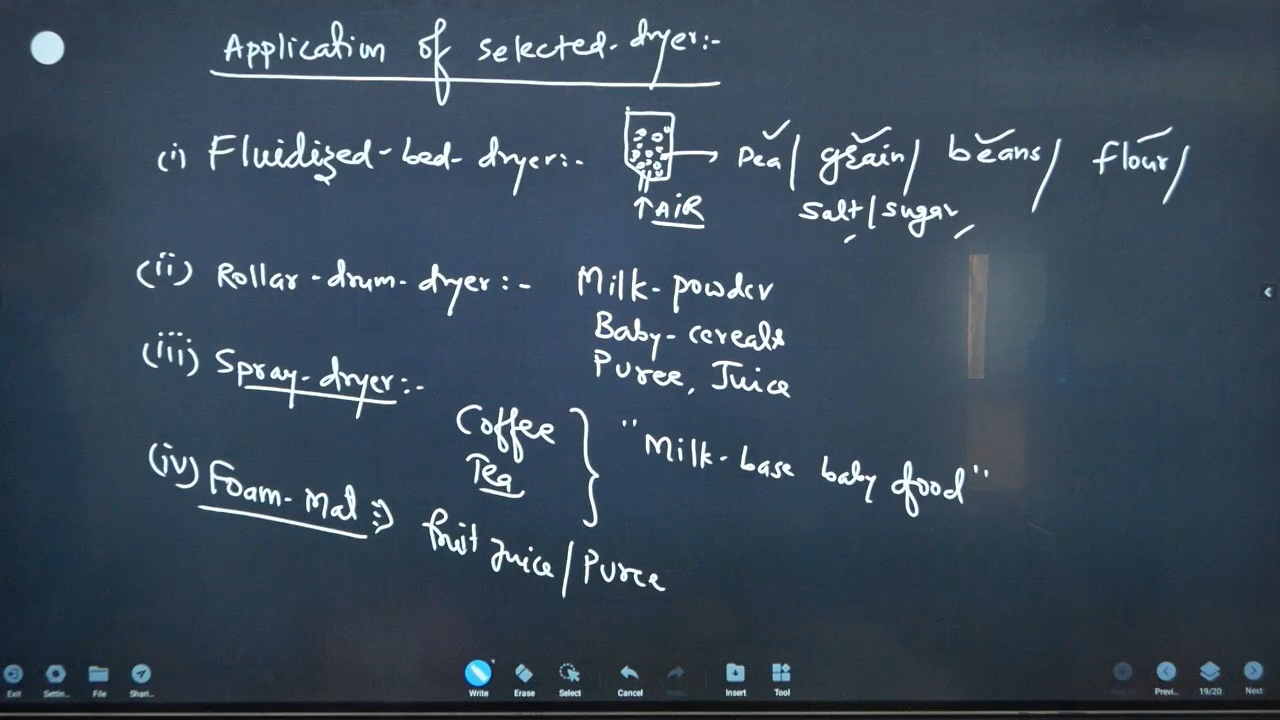 Application of selected-dryer:-
(i) Fluidized-bed-dryer:- Pea/ grain/ beans/ flour/
↑AIR salt/sugar
(ii) Rollar-drum-dryer:- Milk-powder
Baby-cereals
(iii) Spray-dryer:- Puree, Juice
Coffee
Tea
"Milk-base baby food"
(iv) Foam-Mat :⇒ fruit juice/Puree
Exit Settin... File Shari... Write Erase Select Cancel Insert Tool Previ... 19/20 Next